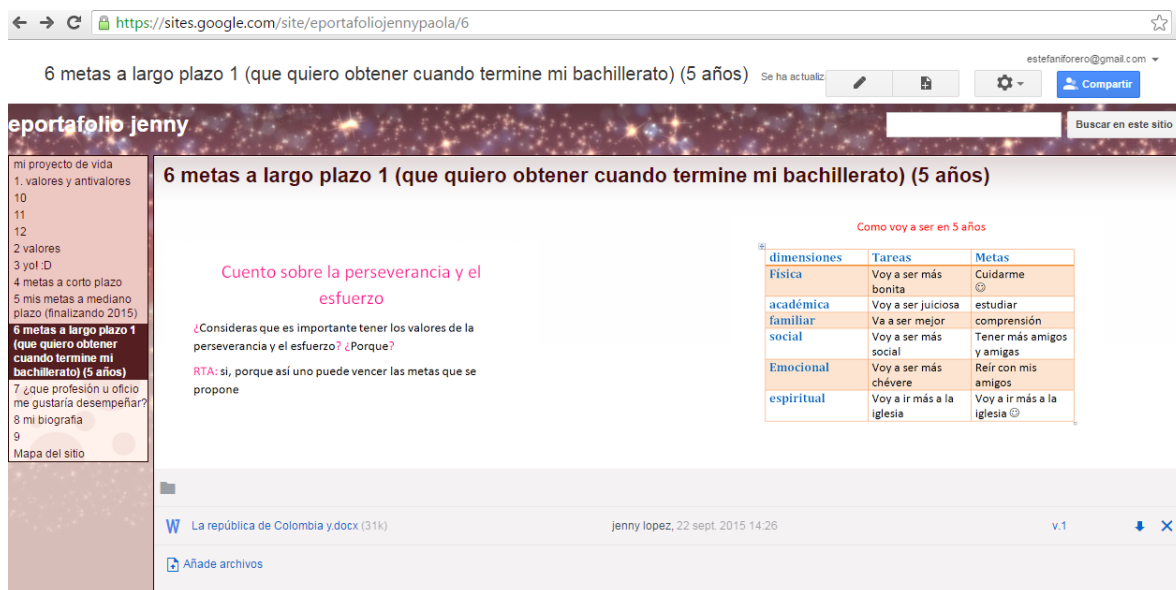 https://sites.google.com/site/eportafoliojennypaola/6
estefaniforero@gmail.com
6 metas a largo plazo 1 (que quiero obtener cuando termine mi bachillerato) (5 años) Se ha actualiz
Compartir
eportafolio jenny
Buscar en este sitio
mi proyecto de vida
1. valores y antivalores
10
11
12
2 valores
3 yo! :D
4 metas a corto plazo
5 mis metas a mediano
plazo (finalizando 2015)
6 metas a largo plazo 1
(que quiero obtener
cuando termine mi
bachillerato) (5 años)
7 ¿que profesión u oficio
me gustaría desempeñar?
8 mi biografia
9
Mapa del sitio
6 metas a largo plazo 1 (que quiero obtener cuando termine mi bachillerato) (5 años)
Cuento sobre la perseverancia y el
esfuerzo
¿Consideras que es importante tener los valores de la
perseverancia y el esfuerzo? ¿Porque?
RTA: si, porque así uno puede vencer las metas que se
propone
Como voy a ser en 5 años
dimensiones Tareas Metas
Física Voy a ser más Cuidarme
bonita ☺
académica Voy a ser juiciosa estudiar
familiar Va a ser mejor comprensión
social Voy a ser más Tener más amigos
social y amigas
Emocional Voy a ser más Reír con mis
chévere amigos
espiritual Voy a ir más a la Voy a ir más a la
iglesia iglesia ☺
La república de Colombia y.docx (31k) jenny lopez, 22 sept. 2015 14:26 v.1
Añade archivos